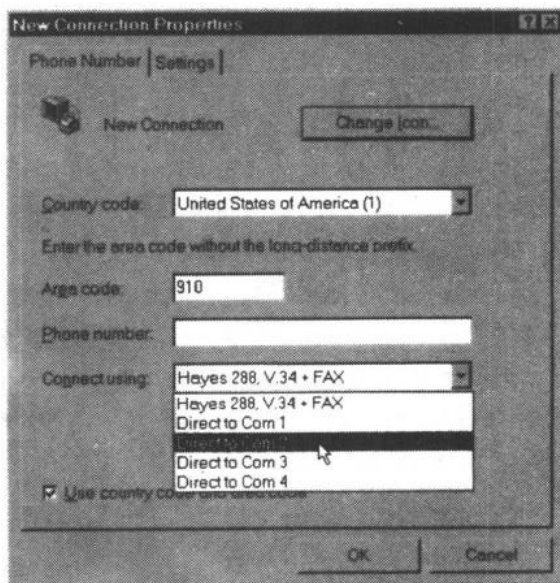 New Connection Properties
Phone Number Settings
New Connection
Change Icon...
Country code: United States of America (1)
Enter the area code without the long-distance prefix.
Area code: 910
Phone number:
Connect using: Hayes 288, V.34 + FAX
Hayes 288, V.34 + FAX
Direct to Com 1
Direct to Com 2
Direct to Com 3
Direct to Com 4
Use country code and area code
OK Cancel